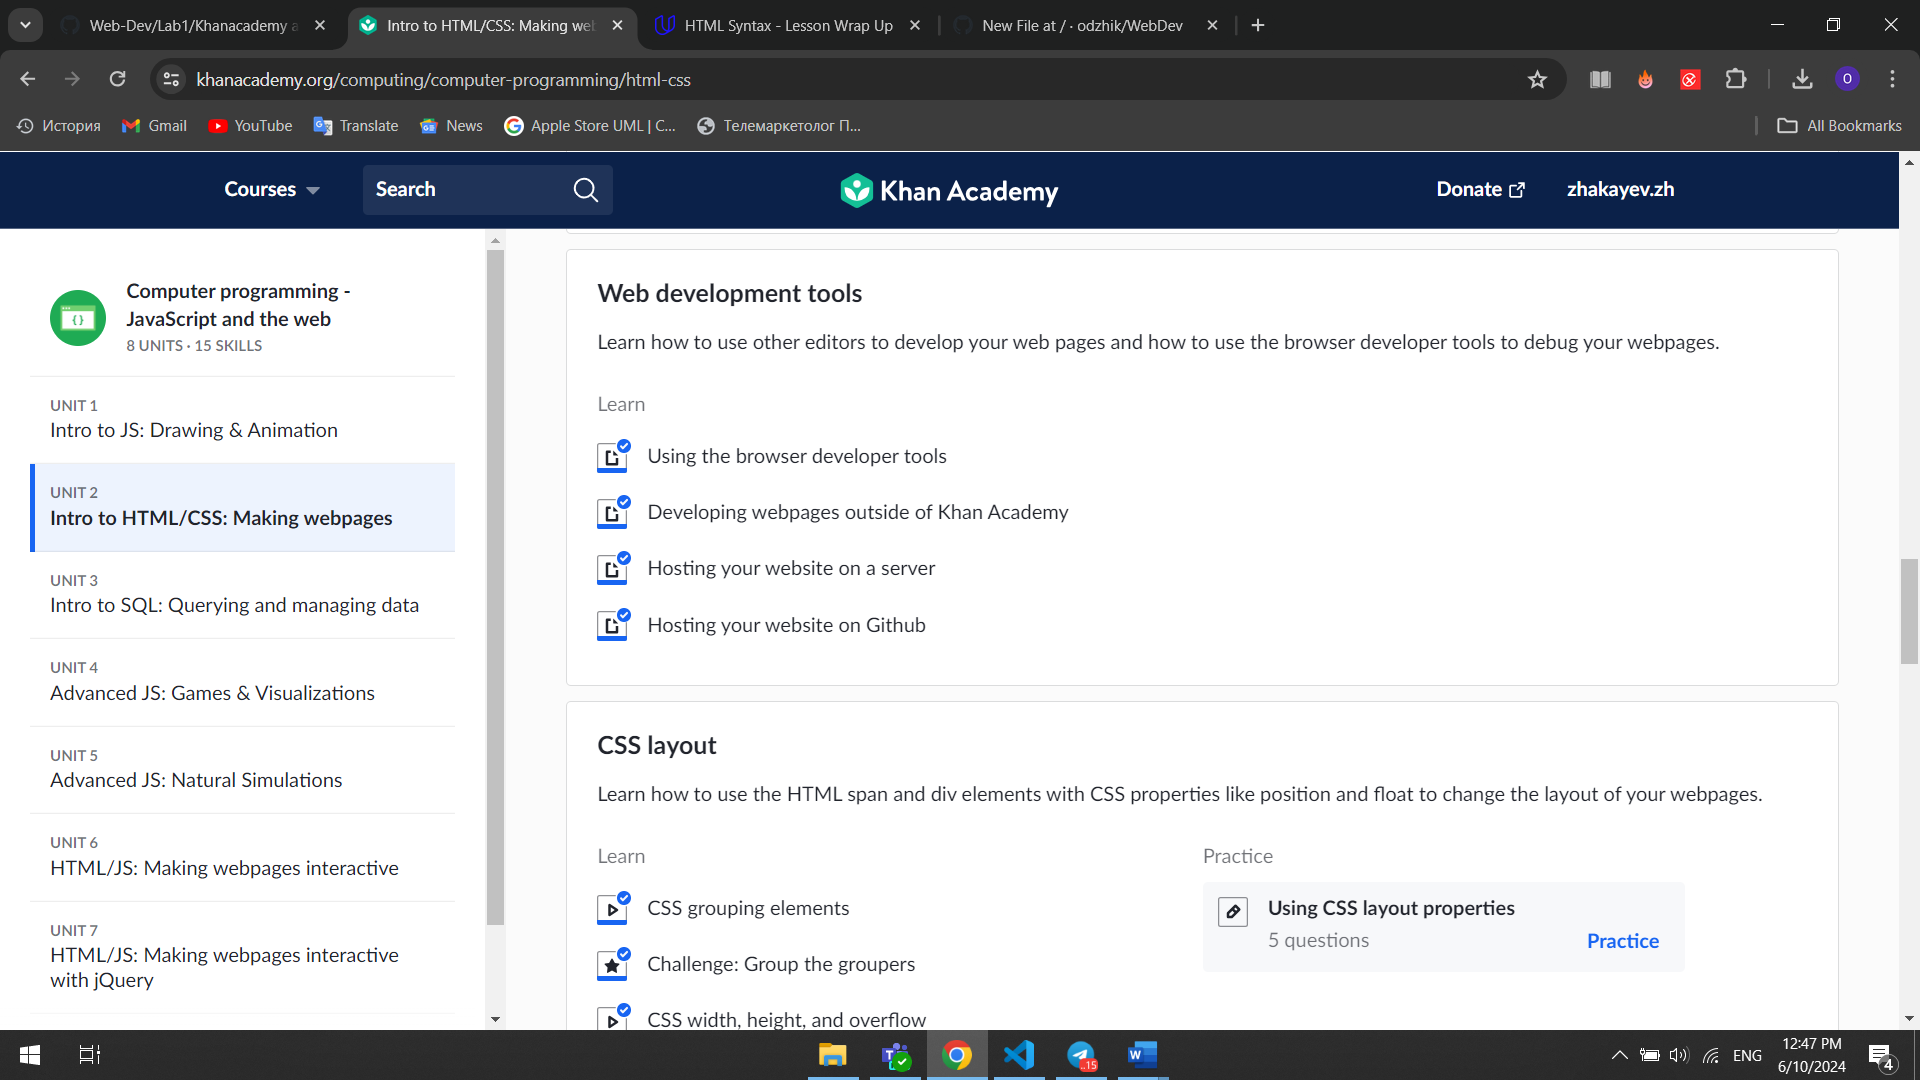 Web-Dev/Lab1/Khanacademy a
Intro to HTML/CSS: Making we
HTML Syntax - Lesson Wrap Up
New File at / · odzhik/WebDev
khanacademy.org/computing/computer-programming/html-css
O
История
Gmail
YouTube
Translate
News
Apple Store UML | C...
Телемаркетолог П...
All Bookmarks
Courses
Search
Khan Academy
Donate
zhakayev.zh
Computer programming -
JavaScript and the web
8 UNITS · 15 SKILLS
UNIT 1
Intro to JS: Drawing & Animation
UNIT 2
Intro to HTML/CSS: Making webpages
UNIT 3
Intro to SQL: Querying and managing data
UNIT 4
Advanced JS: Games & Visualizations
UNIT 5
Advanced JS: Natural Simulations
UNIT 6
HTML/JS: Making webpages interactive
UNIT 7
HTML/JS: Making webpages interactive
with jQuery
Web development tools
Learn how to use other editors to develop your web pages and how to use the browser developer tools to debug your webpages.
Learn
Using the browser developer tools
Developing webpages outside of Khan Academy
Hosting your website on a server
Hosting your website on Github
CSS layout
Learn how to use the HTML span and div elements with CSS properties like position and float to change the layout of your webpages.
Learn
CSS grouping elements
Challenge: Group the groupers
CSS width, height, and overflow
Practice
Using CSS layout properties
5 questions
Practice
..15
ENG
12:47 PM
6/10/2024
4